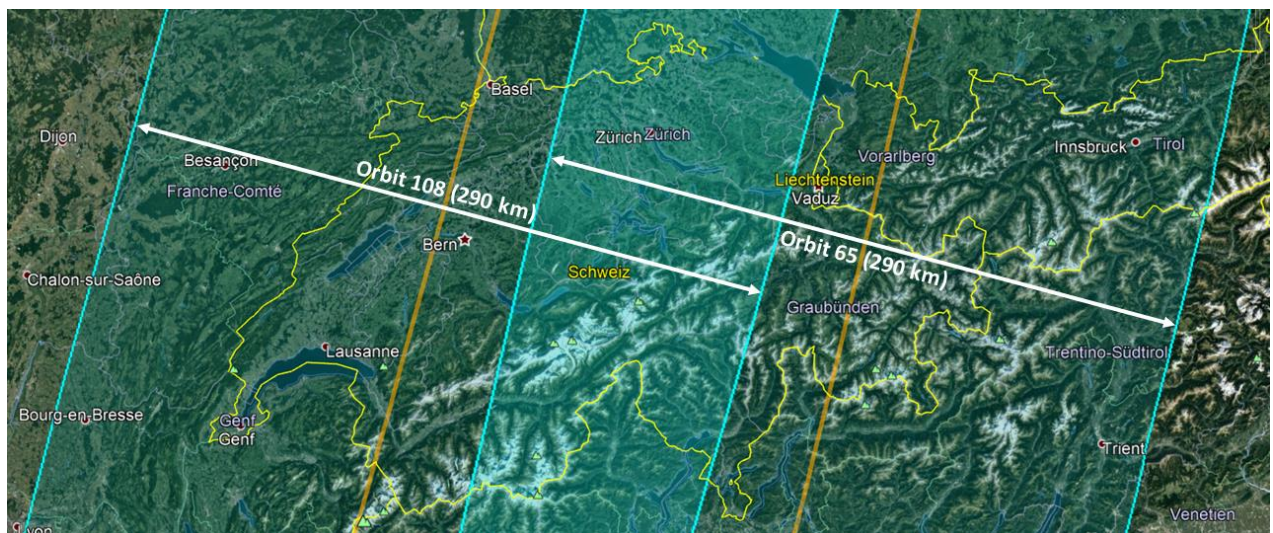 Basel
Dijon
Zürich
Zürich
Innsbruck
Tirol
Besançon
Vorarlberg
Orbit 108 (290 km)
Liechtenstein
Franche-Comté
Vaduz
Bern
Orbit 65 (290 km)
Chalon-sur-Saône
Schweiz
Graubünden
Lausanne
Trentino-Südtirol
Bourg-en-Bresse
Genf
Genf
Trient
Venetien